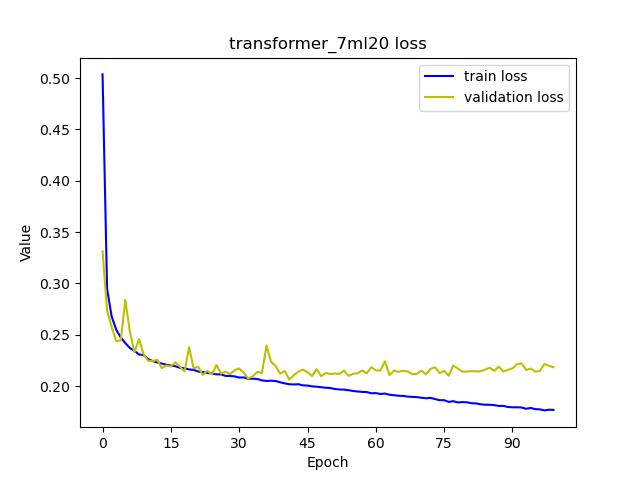 transformer_7ml20 loss
train loss
validation loss
0.50
0.45
0.40
0.35
0.30
0.25
0.20
Value
0 15 30 45 60 75 90
Epoch